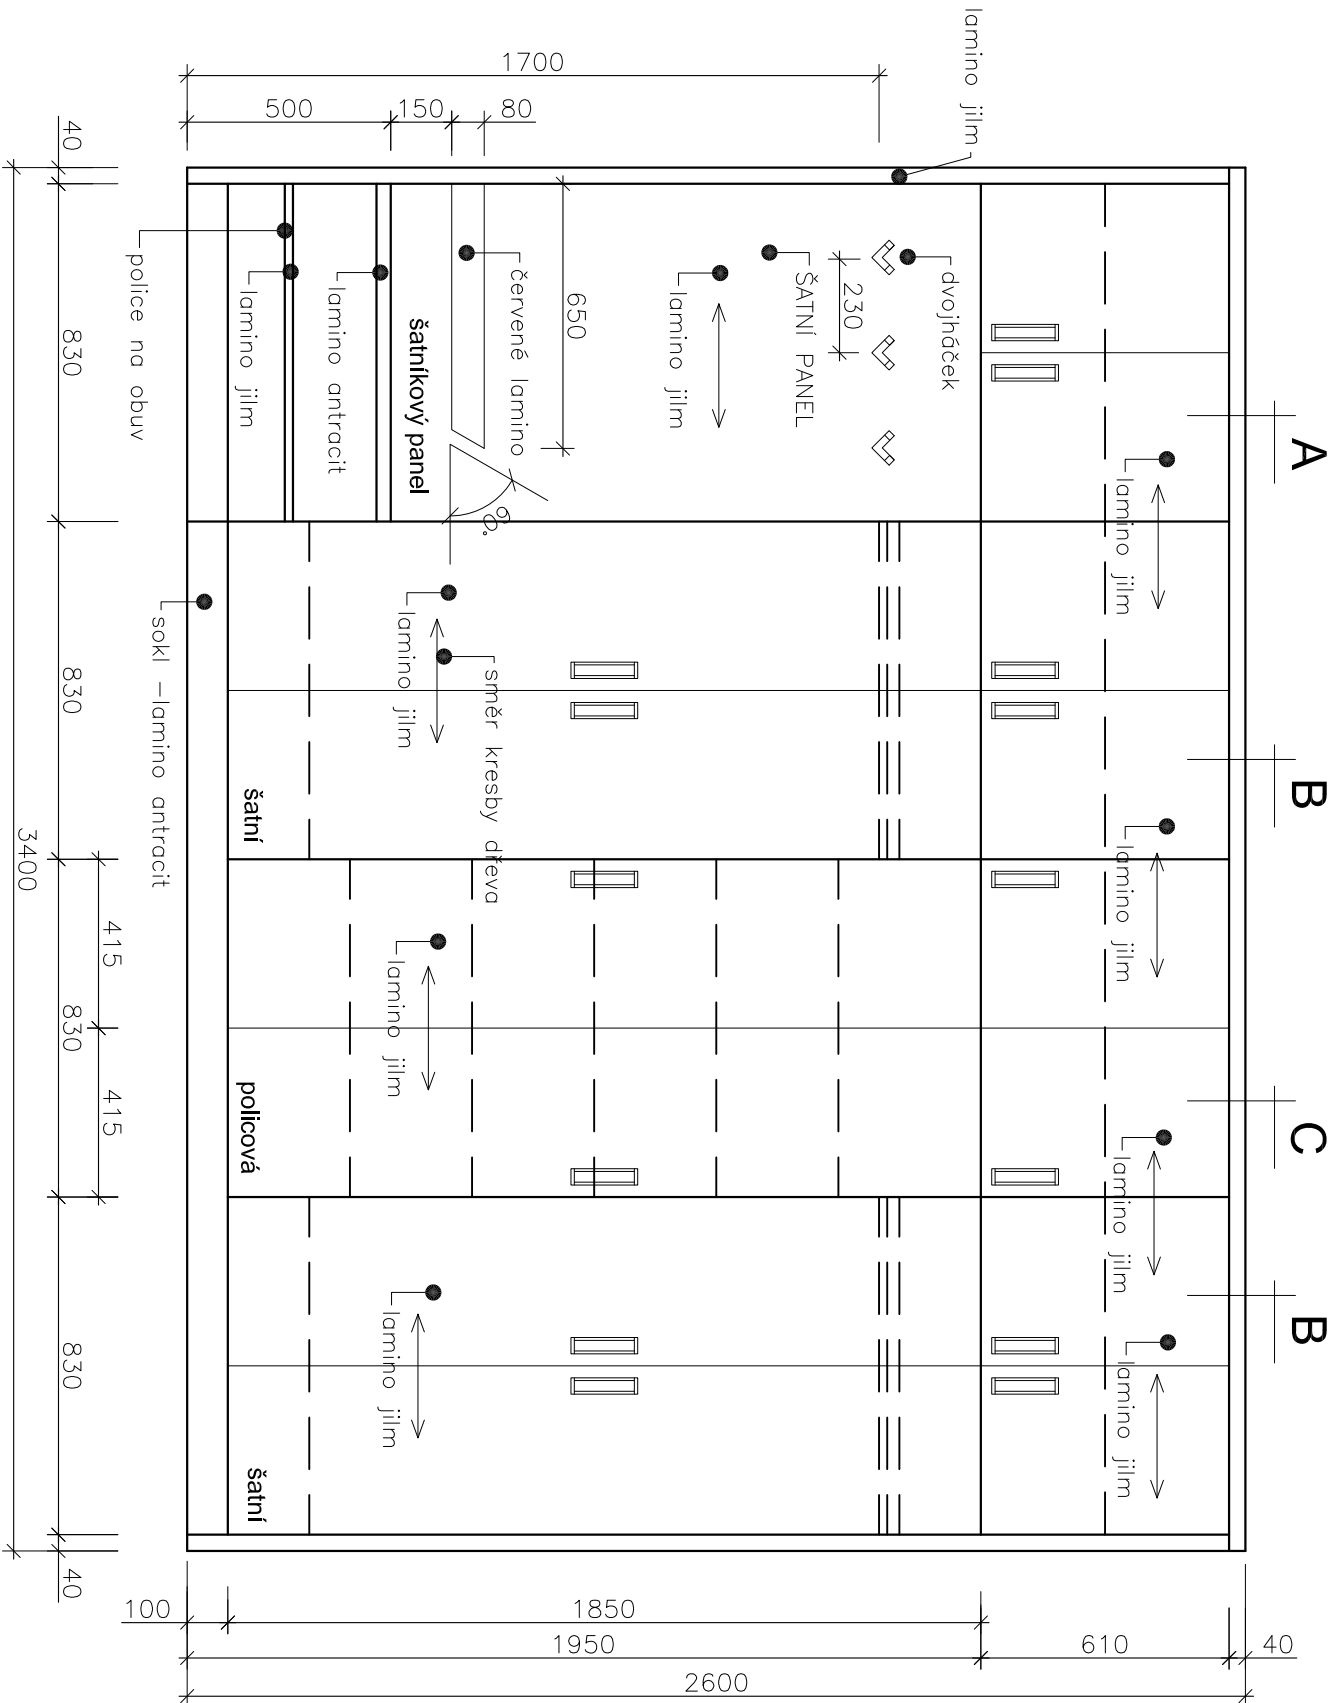 A
B
C
B
lamino jilm
dvojháček
230
ŠATNÍ PANEL
lamino jilm
650
červené lamino
šatníkový panel
lamino antracit
lamino jilm
police na obuv
60°
lamino jilm
lamino jilm
lamino jilm
lamino jilm
lamino jilm
směr kresby dřeva
lamino jilm
lamino jilm
šatní
policová
šatní
sokl -lamino antracit
1700
500
150
80
40
830
830
415
830
415
830
40
3400
100
1850
1950
610
40
2600